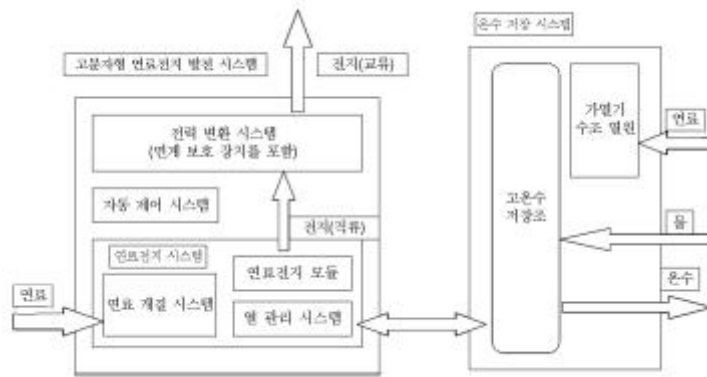 온수 저장 시스템
고분자형 연료전지 발전 시스템
전지(교류)
전력 변환 시스템
(연계 보호 장치를 포함)
가열기
수조 열원
연료
자동 제어 시스템
고온수
저장조
물
전지(직류)
연료전지 시스템
연료전지 모듈
온수
연료
연료 개질 시스템
열 관리 시스템